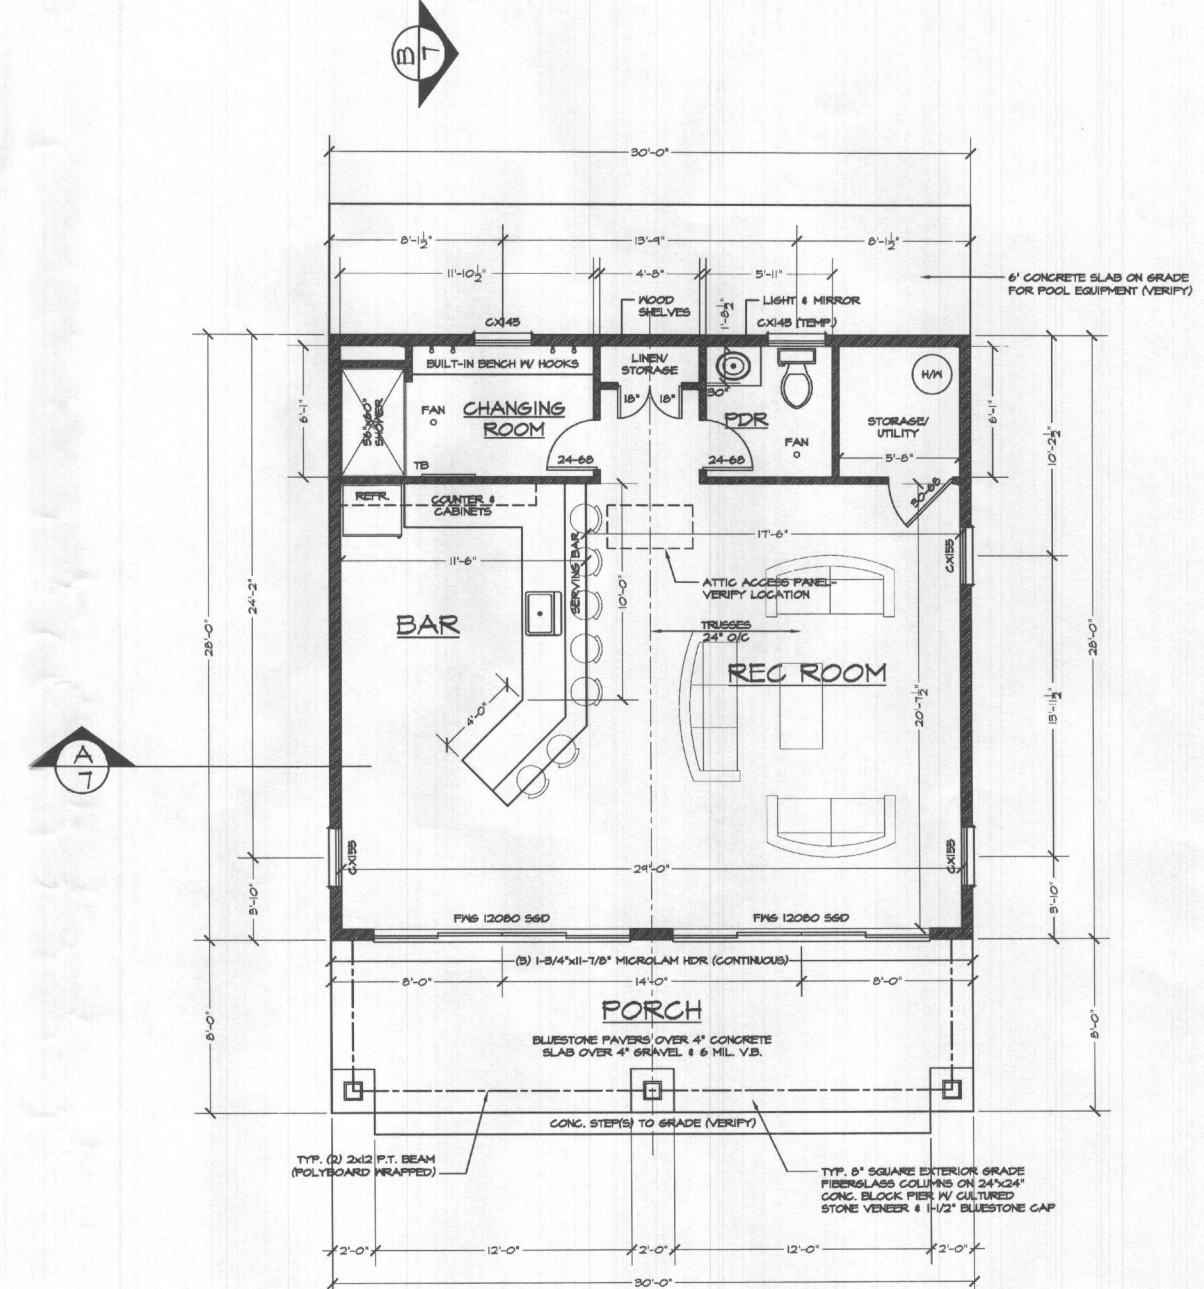 B
7
30'-0"
8'-1½"
13'-9"
8'-1½"
11'-10½"
4'-8"
5'-11"
6' CONCRETE SLAB ON GRADE
FOR POOL EQUIPMENT (VERIFY)
WOOD
SHELVES
1'-8½"
LIGHT & MIRROR
CX145
CX145 (TEMP.)
BUILT-IN BENCH W/ HOOKS
LINEN/
STORAGE
W/H
30"
18"
18"
6'-1"
SHOWER
FAN
CHANGING
ROOM
PDR
FAN
STORAGE/
UTILITY
6'-1"
10'-2½"
5'-8"
TB
24-68
24-68
30-68
REFR.
COUNTER &
CABINETS
SERVING BAR
17'-6"
CX155
11'-6"
10'-0"
ATTIC ACCESS PANEL-
VERIFY LOCATION
24'-2"
28'-0"
BAR
TRUSSES
24" O/C
REC ROOM
28'-0"
20'-7½"
13'-11½"
4'-0"
A
7
CX155
CX155
29'-0"
3'-10"
3'-10"
FWG 12080 SGD
FWG 12080 SGD
(3) 1-3/4"x11-7/8" MICROLAM HDR (CONTINUOUS)
8'-0"
14'-0"
8'-0"
PORCH
8'-0"
8'-0"
BLUESTONE PAVERS OVER 4" CONCRETE
SLAB OVER 4" GRAVEL & 6 MIL. V.B.
CONC. STEP(S) TO GRADE (VERIFY)
TYP. (2) 2x12 P.T. BEAM
(POLYBOARD WRAPPED)
TYP. 8" SQUARE EXTERIOR GRADE
FIBERGLASS COLUMNS ON 24"x24"
CONC. BLOCK PIER W/ CULTURED
STONE VENEER & 1-1/2" BLUESTONE CAP
2'-0"
12'-0"
2'-0"
12'-0"
2'-0"
30'-0"